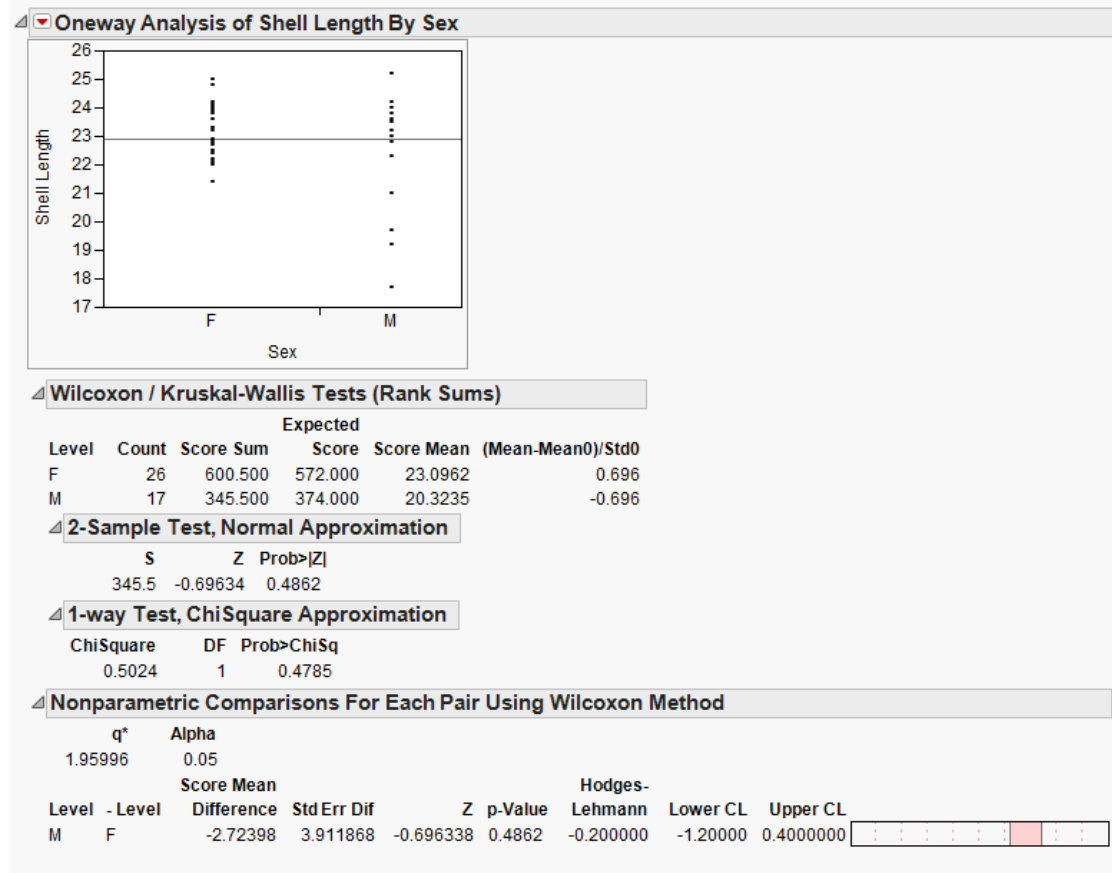 Oneway Analysis of Shell Length By Sex
26
25
24
23
22
21
20
19
18
17
Shell Length
F M
Sex
Wilcoxon / Kruskal-Wallis Tests (Rank Sums)
Expected
Level Count Score Sum Score Score Mean (Mean-Mean0)/Std0
F 26 600.500 572.000 23.0962 0.696
M 17 345.500 374.000 20.3235 -0.696
2-Sample Test, Normal Approximation
S Z Prob>|Z|
345.5 -0.69634 0.4862
1-way Test, ChiSquare Approximation
ChiSquare DF Prob>ChiSq
0.5024 1 0.4785
Nonparametric Comparisons For Each Pair Using Wilcoxon Method
q* Alpha
1.95996 0.05
Score Mean Hodges-
Level - Level Difference Std Err Dif Z p-Value Lehmann Lower CL Upper CL
M F -2.72398 3.911868 -0.696338 0.4862 -0.200000 -1.20000 0.4000000